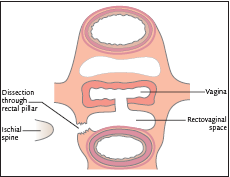 Dissection
through
rectal pillar
Ischial
spine
Vagina
Rectovaginal
space